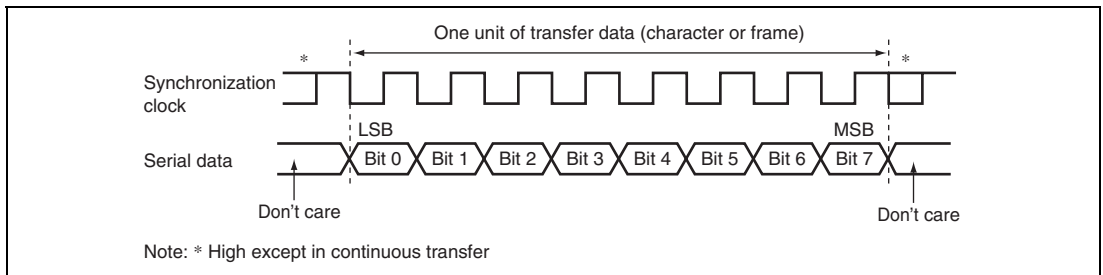 One unit of transfer data (character or frame)
* *
Synchronization
clock
LSB MSB
Serial data Bit 0 Bit 1 Bit 2 Bit 3 Bit 4 Bit 5 Bit 6 Bit 7
Don't care Don't care
Note: * High except in continuous transfer